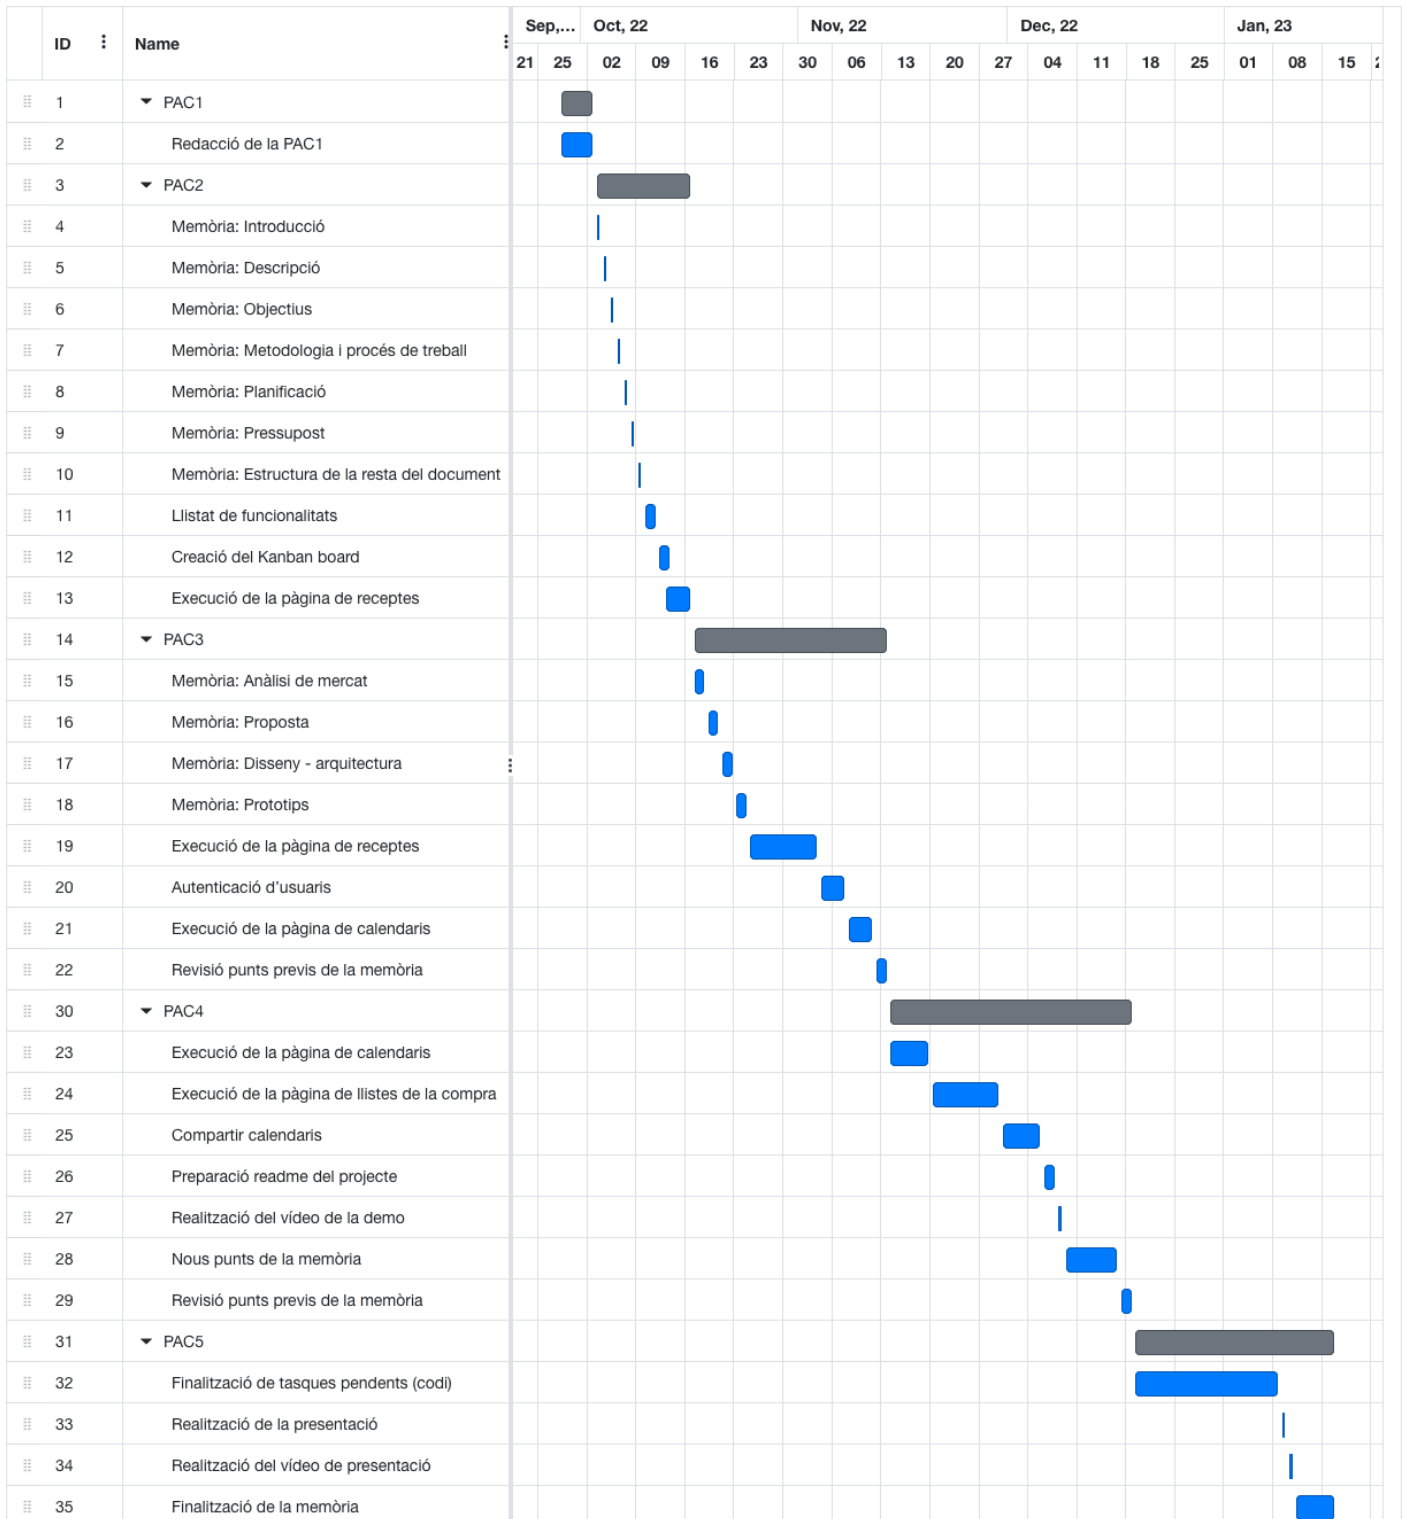 Sep,... Oct, 22 Nov, 22 Dec, 22 Jan, 23
ID Name
21 25 02 09 16 23 30 06 13 20 27 04 11 18 25 01 08 15
1 PAC1
2 Redacció de la PAC1
3 PAC2
4 Memòria: Introducció
5 Memòria: Descripció
6 Memòria: Objectius
7 Memòria: Metodologia i procés de treball
8 Memòria: Planificació
9 Memòria: Pressupost
10 Memòria: Estructura de la resta del document
11 Llistat de funcionalitats
12 Creació del Kanban board
13 Execució de la pàgina de receptes
14 PAC3
15 Memòria: Anàlisi de mercat
16 Memòria: Proposta
17 Memòria: Disseny - arquitectura
18 Memòria: Prototips
19 Execució de la pàgina de receptes
20 Autenticació d'usuaris
21 Execució de la pàgina de calendaris
22 Revisió punts previs de la memòria
30 PAC4
23 Execució de la pàgina de calendaris
24 Execució de la pàgina de llistes de la compra
25 Compartir calendaris
26 Preparació readme del projecte
27 Realització del vídeo de la demo
28 Nous punts de la memòria
29 Revisió punts previs de la memòria
31 PAC5
32 Finalització de tasques pendents (codi)
33 Realització de la presentació
34 Realització del vídeo de presentació
35 Finalització de la memòria